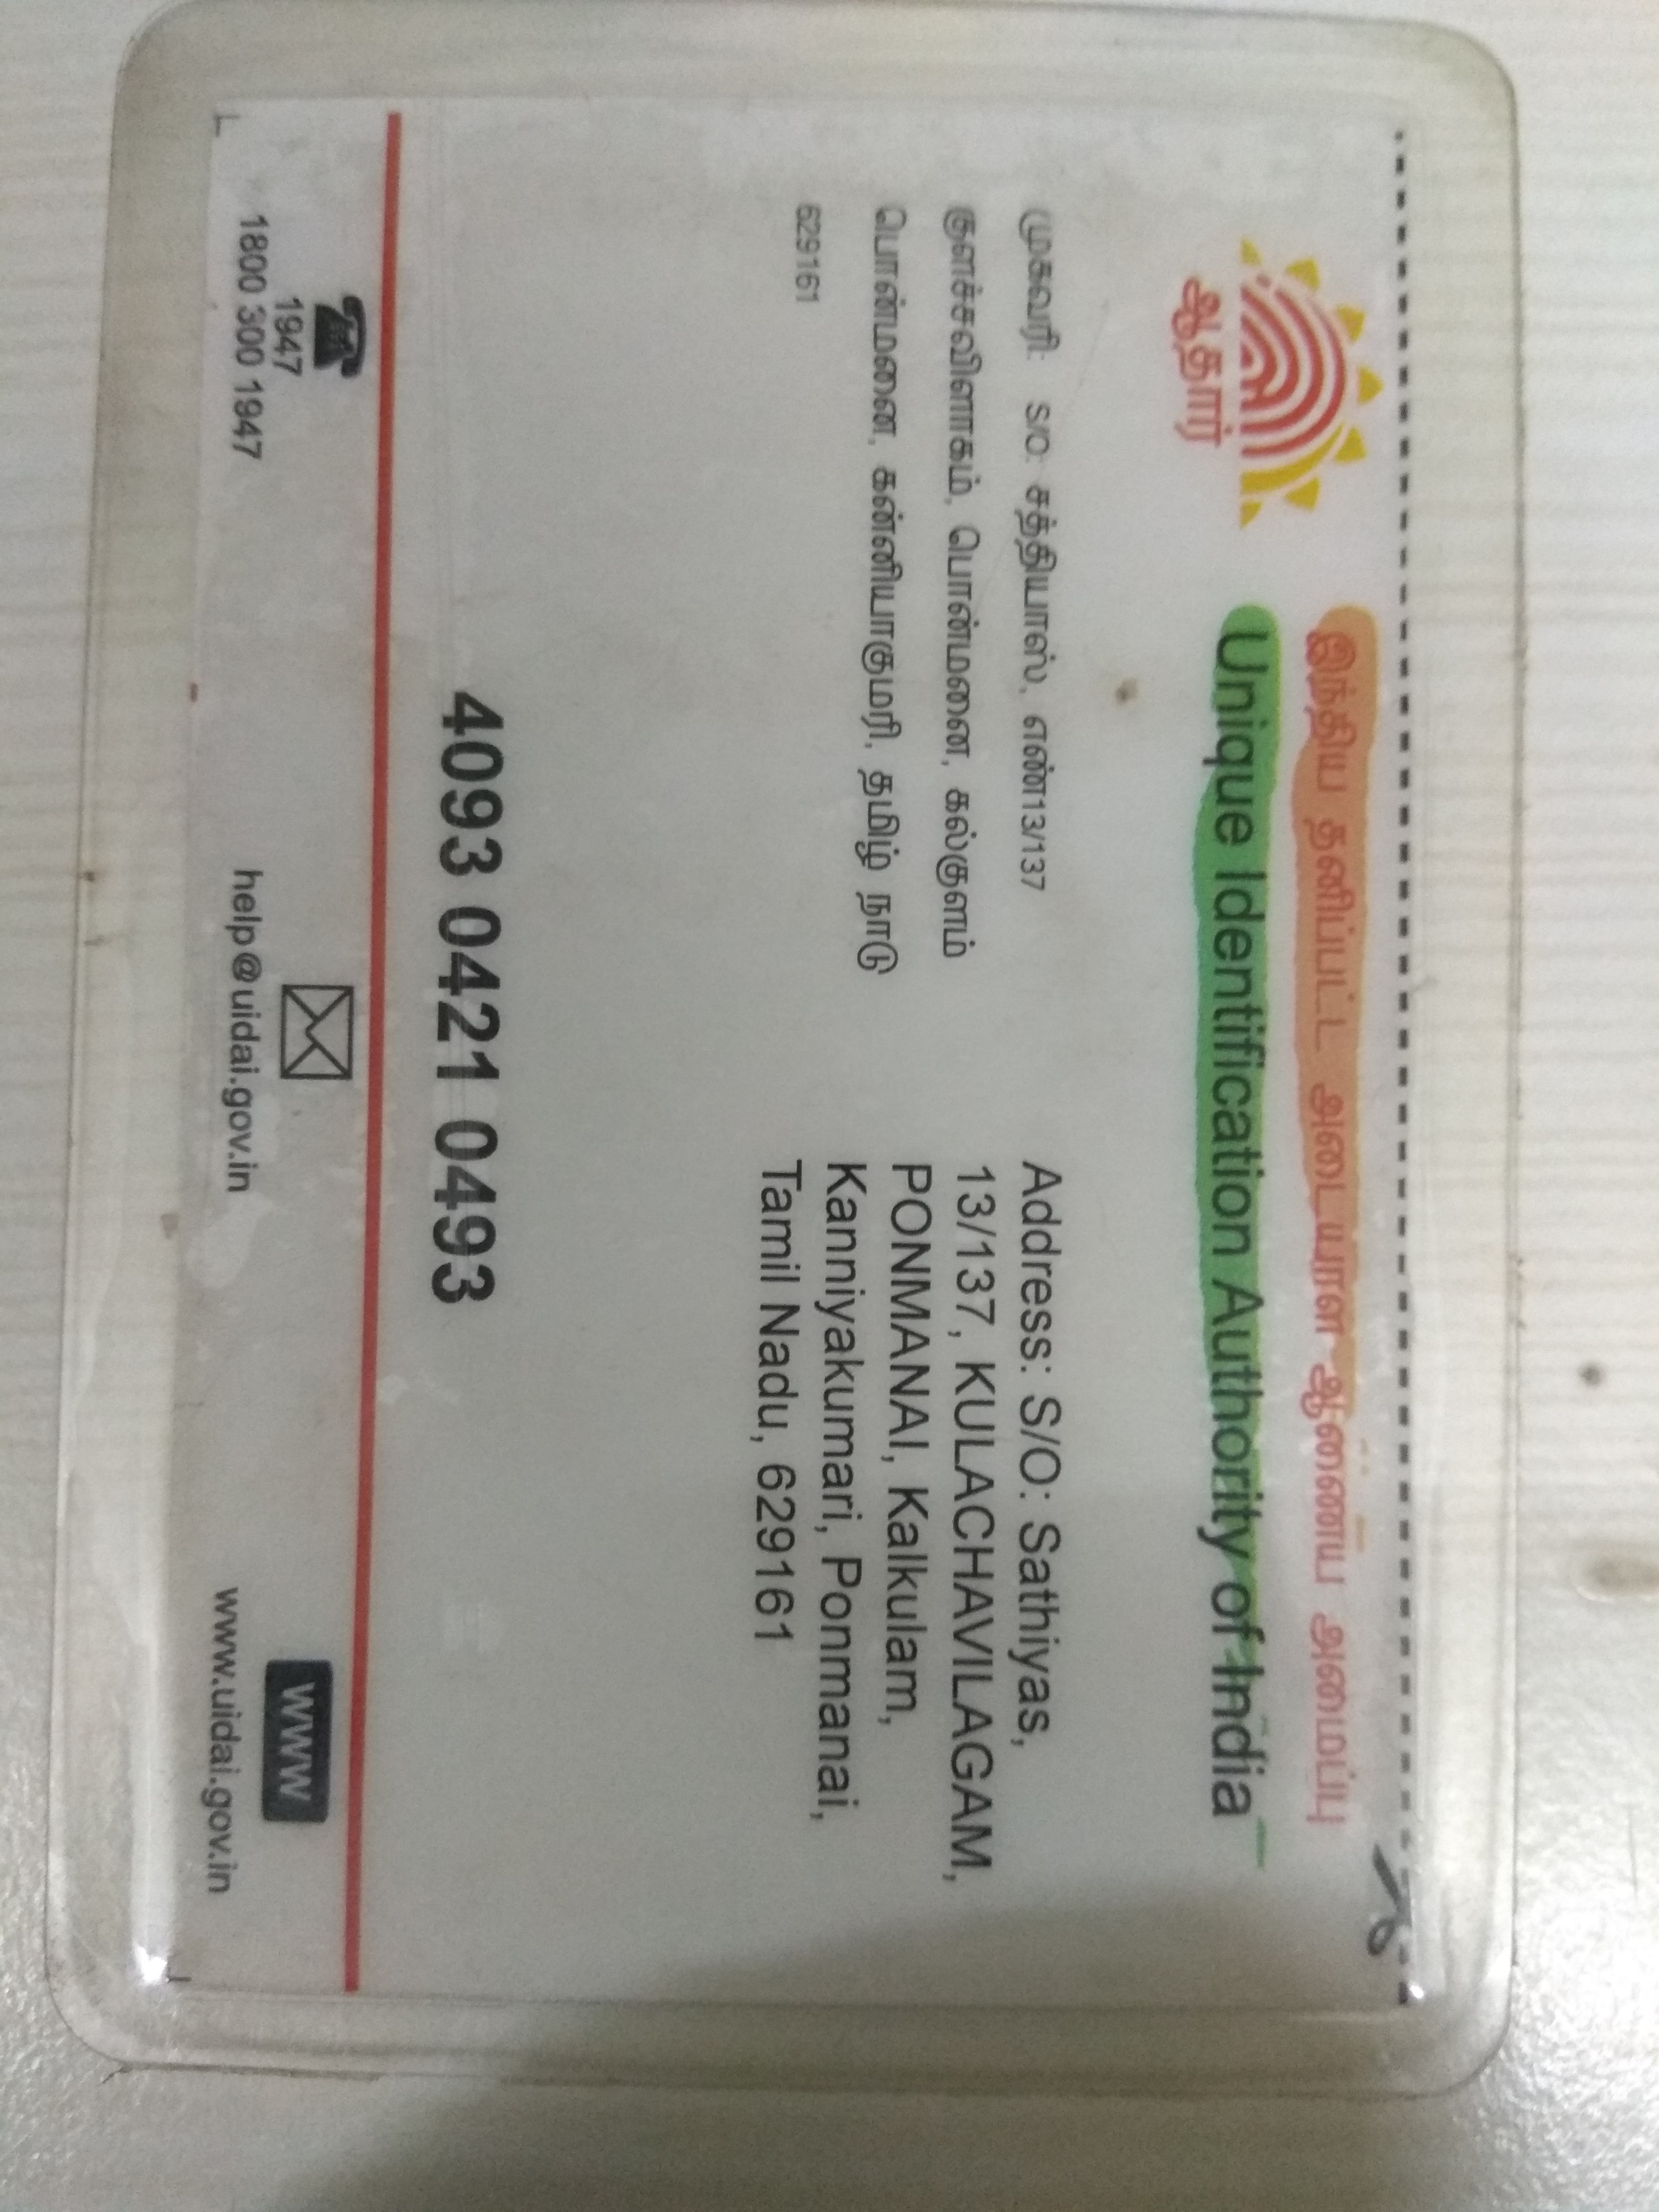 இந்திய தனிப்பட்ட அடையாள ஆணைய அமைப்பு
Unique Identification Authority of India
ஆதார்
முகவரி: S/O: சத்தியாஸ், எண்13/137
குளச்சவிளாகம், பொன்மனை, கல்குளம்
பொன்மனை, கன்னியாகுமரி, தமிழ் நாடு
629161
Address: S/O: Sathiyas,
13/137, KULACHAVILAGAM,
PONMANAI, Kalkulam,
Kanniyakumari, Ponmanai,
Tamil Nadu, 629161
4093 0421 0493
1947
1800 300 1947
help@uidai.gov.in
WWW
www.uidai.gov.in